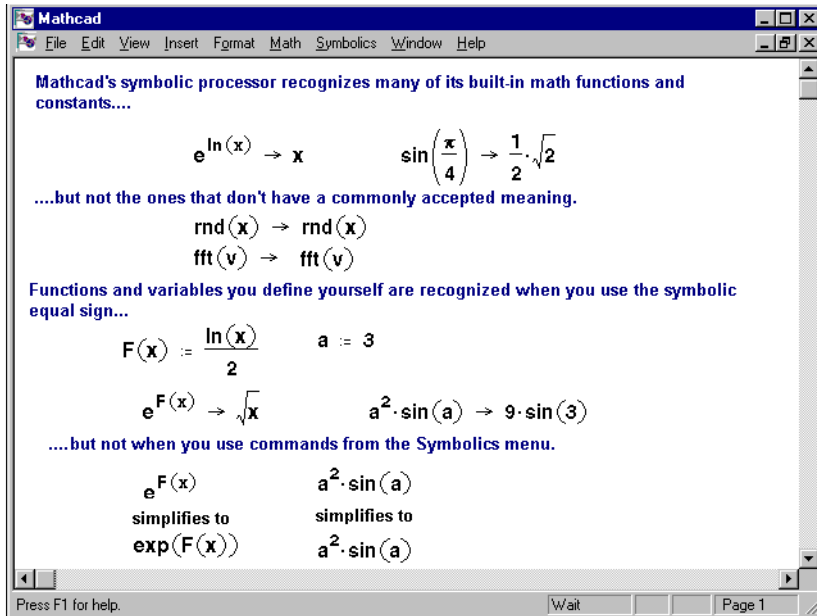 Mathcad
File Edit View Insert Format Math Symbolics Window Help
Mathcad's symbolic processor recognizes many of its built-in math functions and
constants....
e^ln(x) → x    sin(π/4) → 1/2·√2
....but not the ones that don't have a commonly accepted meaning.
rnd(x) → rnd(x)
fft(v) → fft(v)
Functions and variables you define yourself are recognized when you use the symbolic
equal sign...
F(x) := ln(x)/2    a := 3
e^F(x) → √x    a²·sin(a) → 9·sin(3)
....but not when you use commands from the Symbolics menu.
e^F(x)    a²·sin(a)
simplifies to    simplifies to
exp(F(x))    a²·sin(a)
Press F1 for help.    Wait    Page 1